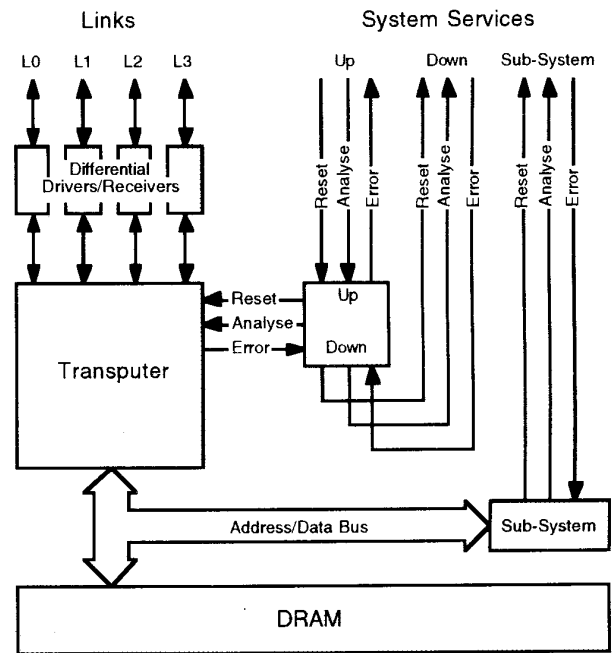 Links
System Services
L0
L1
L2
L3
Up
Down
Sub-System
Differential
Drivers/Receivers
Reset
Analyse
Error
Reset
Analyse
Error
Reset
Analyse
Error
Transputer
Reset
Analyse
Error
Up
Down
Address/Data Bus
Sub-System
DRAM